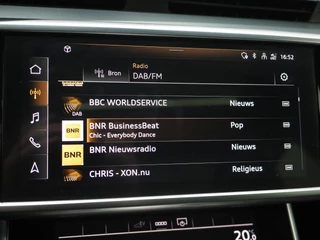 16:52
Bron
Radio
DAB/FM
DAB
BBC WORLDSERVICE Nieuws
BNR BNR BusinessBeat Pop
Chic - Everybody Dance
BNR BNR Nieuwsradio Nieuws
CHRIS - XON.nu Religieus
20